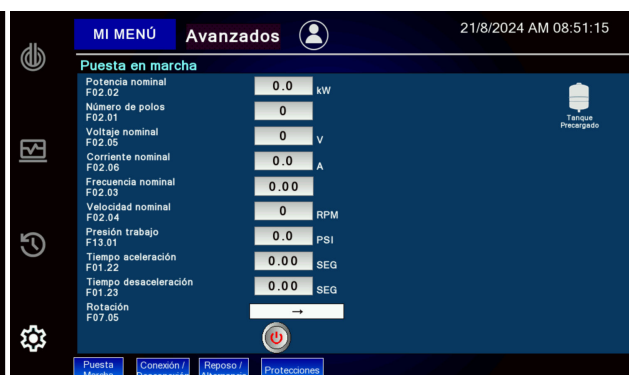 MI MENÚ
Avanzados
21/8/2024 AM 08:51:15
Puesta en marcha
Potencia nominal
F02.02
0.0 kW
Número de polos
F02.01
0
Voltaje nominal
F02.05
0 V
Corriente nominal
F02.06
0.0 A
Frecuencia nominal
F02.03
0.00
Velocidad nominal
F02.04
0 RPM
Presión trabajo
F13.01
0.0 PSI
Tiempo aceleración
F01.22
0.00 SEG
Tiempo desaceleración
F01.23
0.00 SEG
Rotación
F07.05
→
Tanque
Precargado
Puesta
Marcha
Conexión /
Desconexión
Reposo /
Alternancia
Protecciones